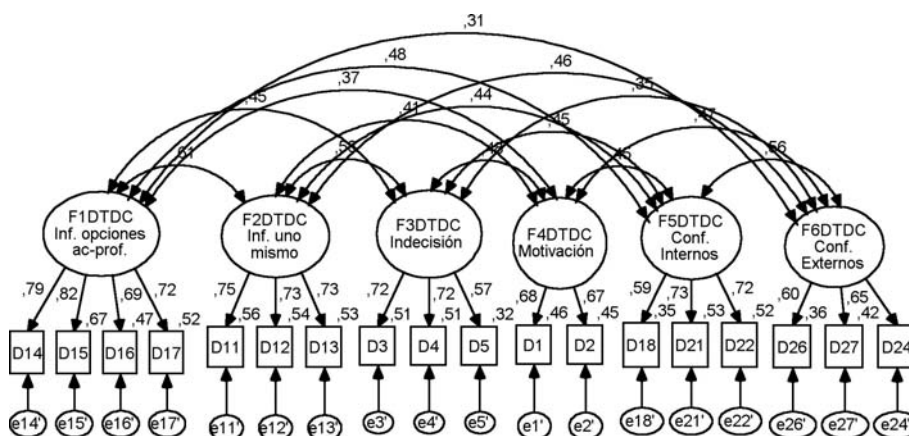 ,31
,48
,46
,37
,35
,45
,41
,44
,45
,47
,51
,56
F1DTDC
Inf. opciones
ac-prof.
F2DTDC
Inf. uno
mismo
F3DTDC
Indecisión
F4DTDC
Motivación
F5DTDC
Conf.
Internos
F6DTDC
Conf.
Externos
,79 ,82 ,69 ,72 ,75 ,73 ,73 ,72 ,72 ,57 ,68 ,67 ,59 ,73 ,72 ,60 ,65
,67 ,47 ,52 ,56 ,54 ,53 ,51 ,51 ,32 ,46 ,45 ,35 ,53 ,52 ,36 ,42
D14 D15 D16 D17 D11 D12 D13 D3 D4 D5 D1 D2 D18 D21 D22 D26 D27 D24
e14' e15' e16' e17' e11' e12' e13' e3' e4' e5' e1' e2' e18' e21' e22' e26' e27' e24'